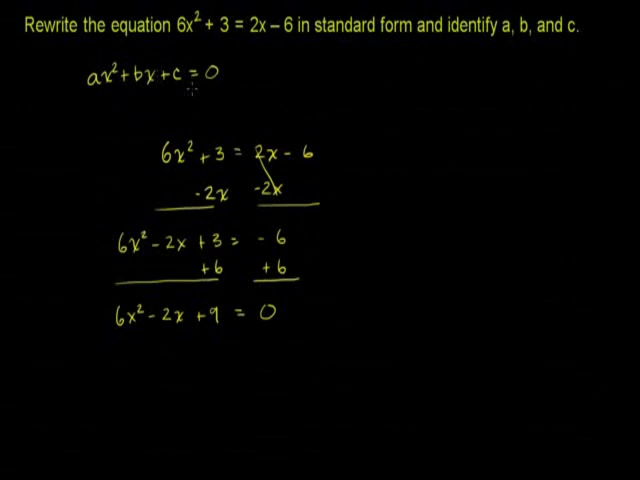 Rewrite the equation 6x² + 3 = 2x – 6 in standard form and identify a, b, and c.
ax² + bx + c = 0
6x² + 3 = 2x - 6
-2x -2x
6x² - 2x + 3 = - 6
+6 +6
6x² - 2x + 9 = 0